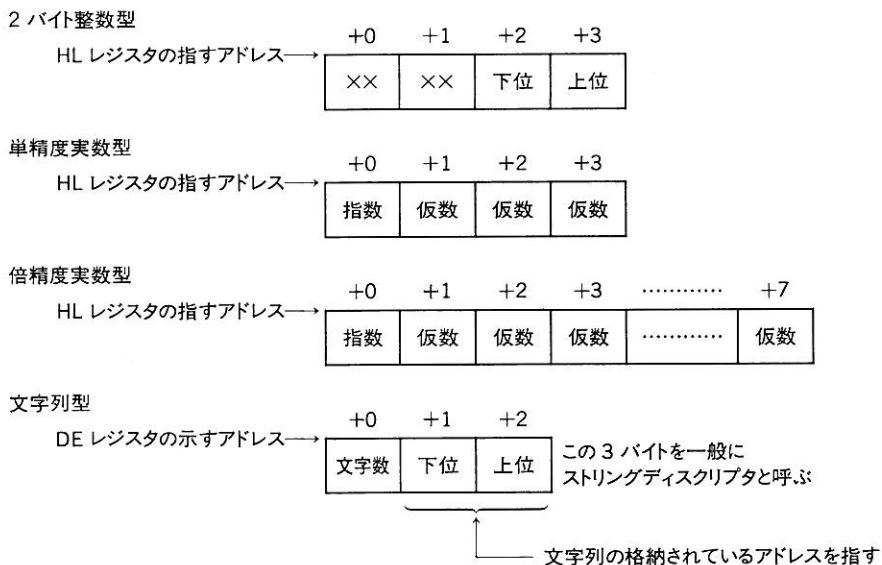 2 バイト整数型
+0 +1 +2 +3
HL レジスタの指すアドレス→
×× ×× 下位 上位
単精度実数型
+0 +1 +2 +3
HL レジスタの指すアドレス→
指数 仮数 仮数 仮数
倍精度実数型
+0 +1 +2 +3 ………… +7
HL レジスタの指すアドレス→
指数 仮数 仮数 仮数 ………… 仮数
文字列型
+0 +1 +2
DE レジスタの示すアドレス→
文字数 下位 上位
この 3 バイトを一般に
ストリングディスクリプタと呼ぶ
文字列の格納されているアドレスを指す